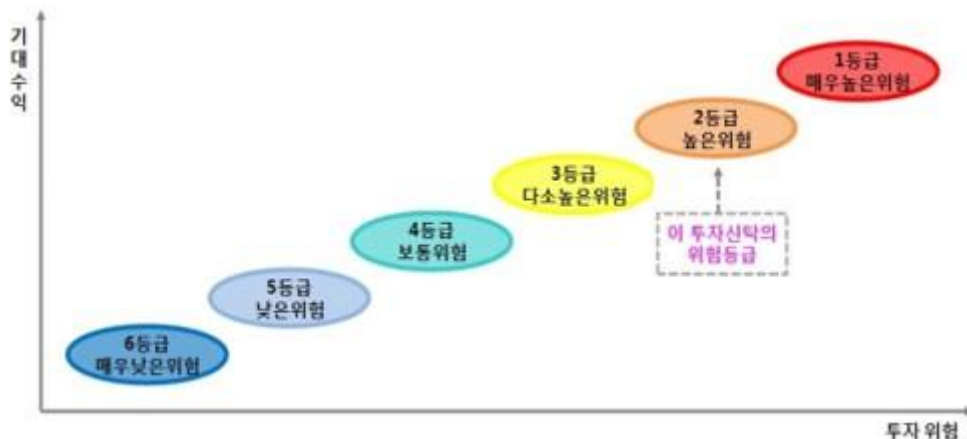 기대수익
1등급
매우높은위험
2등급
높은위험
3등급
다소높은위험
이 투자신탁의
위험등급
4등급
보통위험
5등급
낮은위험
6등급
매우낮은위험
투자 위험